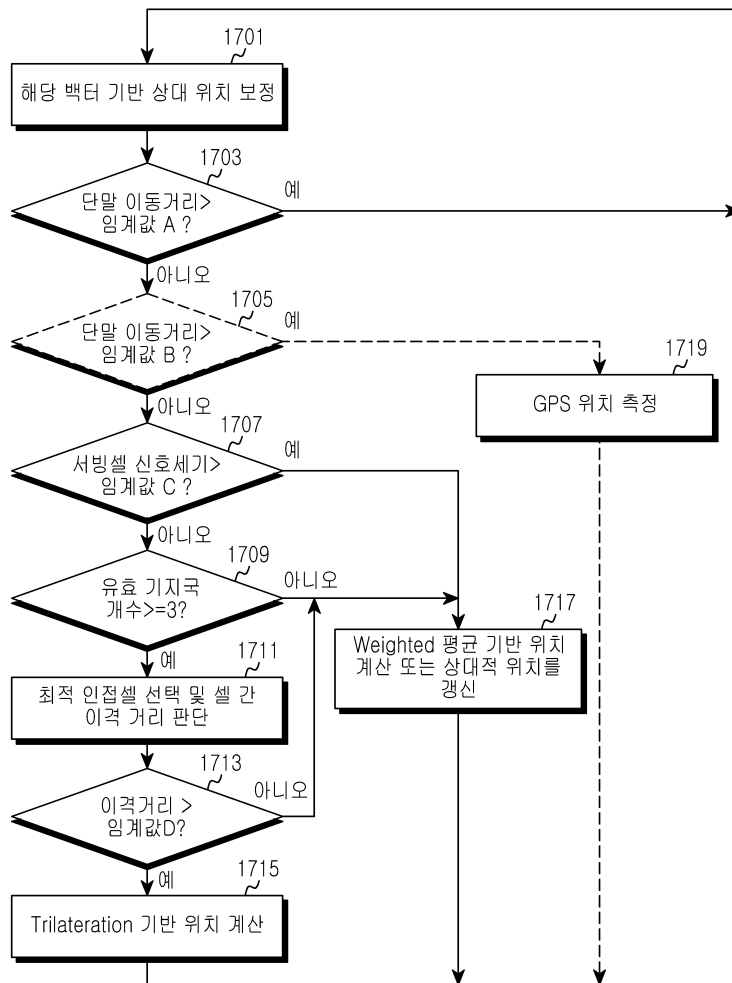 1701
해당 백터 기반 상대 위치 보정
1703
단말 이동거리>
임계값 A ?
예
아니오
1705
단말 이동거리>
임계값 B ?
예
아니오
1719
GPS 위치 측정
1707
서빙셀 신호세기>
임계값 C ?
예
아니오
1709
유효 기지국
개수>=3?
아니오
예
1717
Weighted 평균 기반 위치
계산 또는 상대적 위치를
갱신
1711
최적 인접셀 선택 및 셀 간
이격 거리 판단
1713
이격거리 >
임계값D?
아니오
예
1715
Trilateration 기반 위치 계산